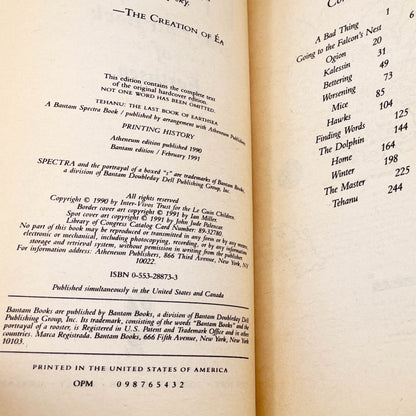 sky.
—THE CREATION OF ÉA
This edition contains the complete text
of the original hardcover edition.
NOT ONE WORD HAS BEEN OMITTED.
TEHANU: THE LAST BOOK OF EARTHSEA
A Bantam Spectra Book / published by arrangement with Atheneum Publishers
PRINTING HISTORY
Atheneum edition published 1990
Bantam edition / February 1991
SPECTRA and the portrayal of a boxed "s" are trademarks of Bantam Books,
a division of Bantam Doubleday Dell Publishing Group, Inc.
All rights reserved
Copyright © 1990 by Inter-Vivos Trust for the Le Guin Children.
Border cover art copyright © 1991 by Ian Miller.
Spot cover art copyright © 1991 by John Jude Palencar.
Library of Congress Catalog Card Number: 89-32780.
No part of this book may be reproduced or transmitted in any form or by any means,
electronic or mechanical, including photocopying, recording, or by any information
storage and retrieval system, without permission in writing from the publisher.
For information address: Atheneum Publishers, 866 Third Avenue, New York, NY
10022.
ISBN 0-553-28873-3
Published simultaneously in the United States and Canada
Bantam Books are published by Bantam Books, a division of Bantam Doubleday Dell
Publishing Group, Inc. Its trademark, consisting of the words "Bantam Books" and the
portrayal of a rooster, is Registered in U.S. Patent and Trademark Office and in other
countries. Marca Registrada. Bantam Books, 666 Fifth Avenue, New York, New York
10103.
PRINTED IN THE UNITED STATES OF AMERICA
OPM 0 9 8 7 6 5 4 3 2
A Bad Thing 1
Going to the Falcon's Nest 6
Ogion 20
Kalessin 31
Bettering 49
Worsening 73
Mice 85
Hawks 104
Finding Words 125
The Dolphin 135
Home 144
Winter 164
The Master 188
Tehanu 225
244